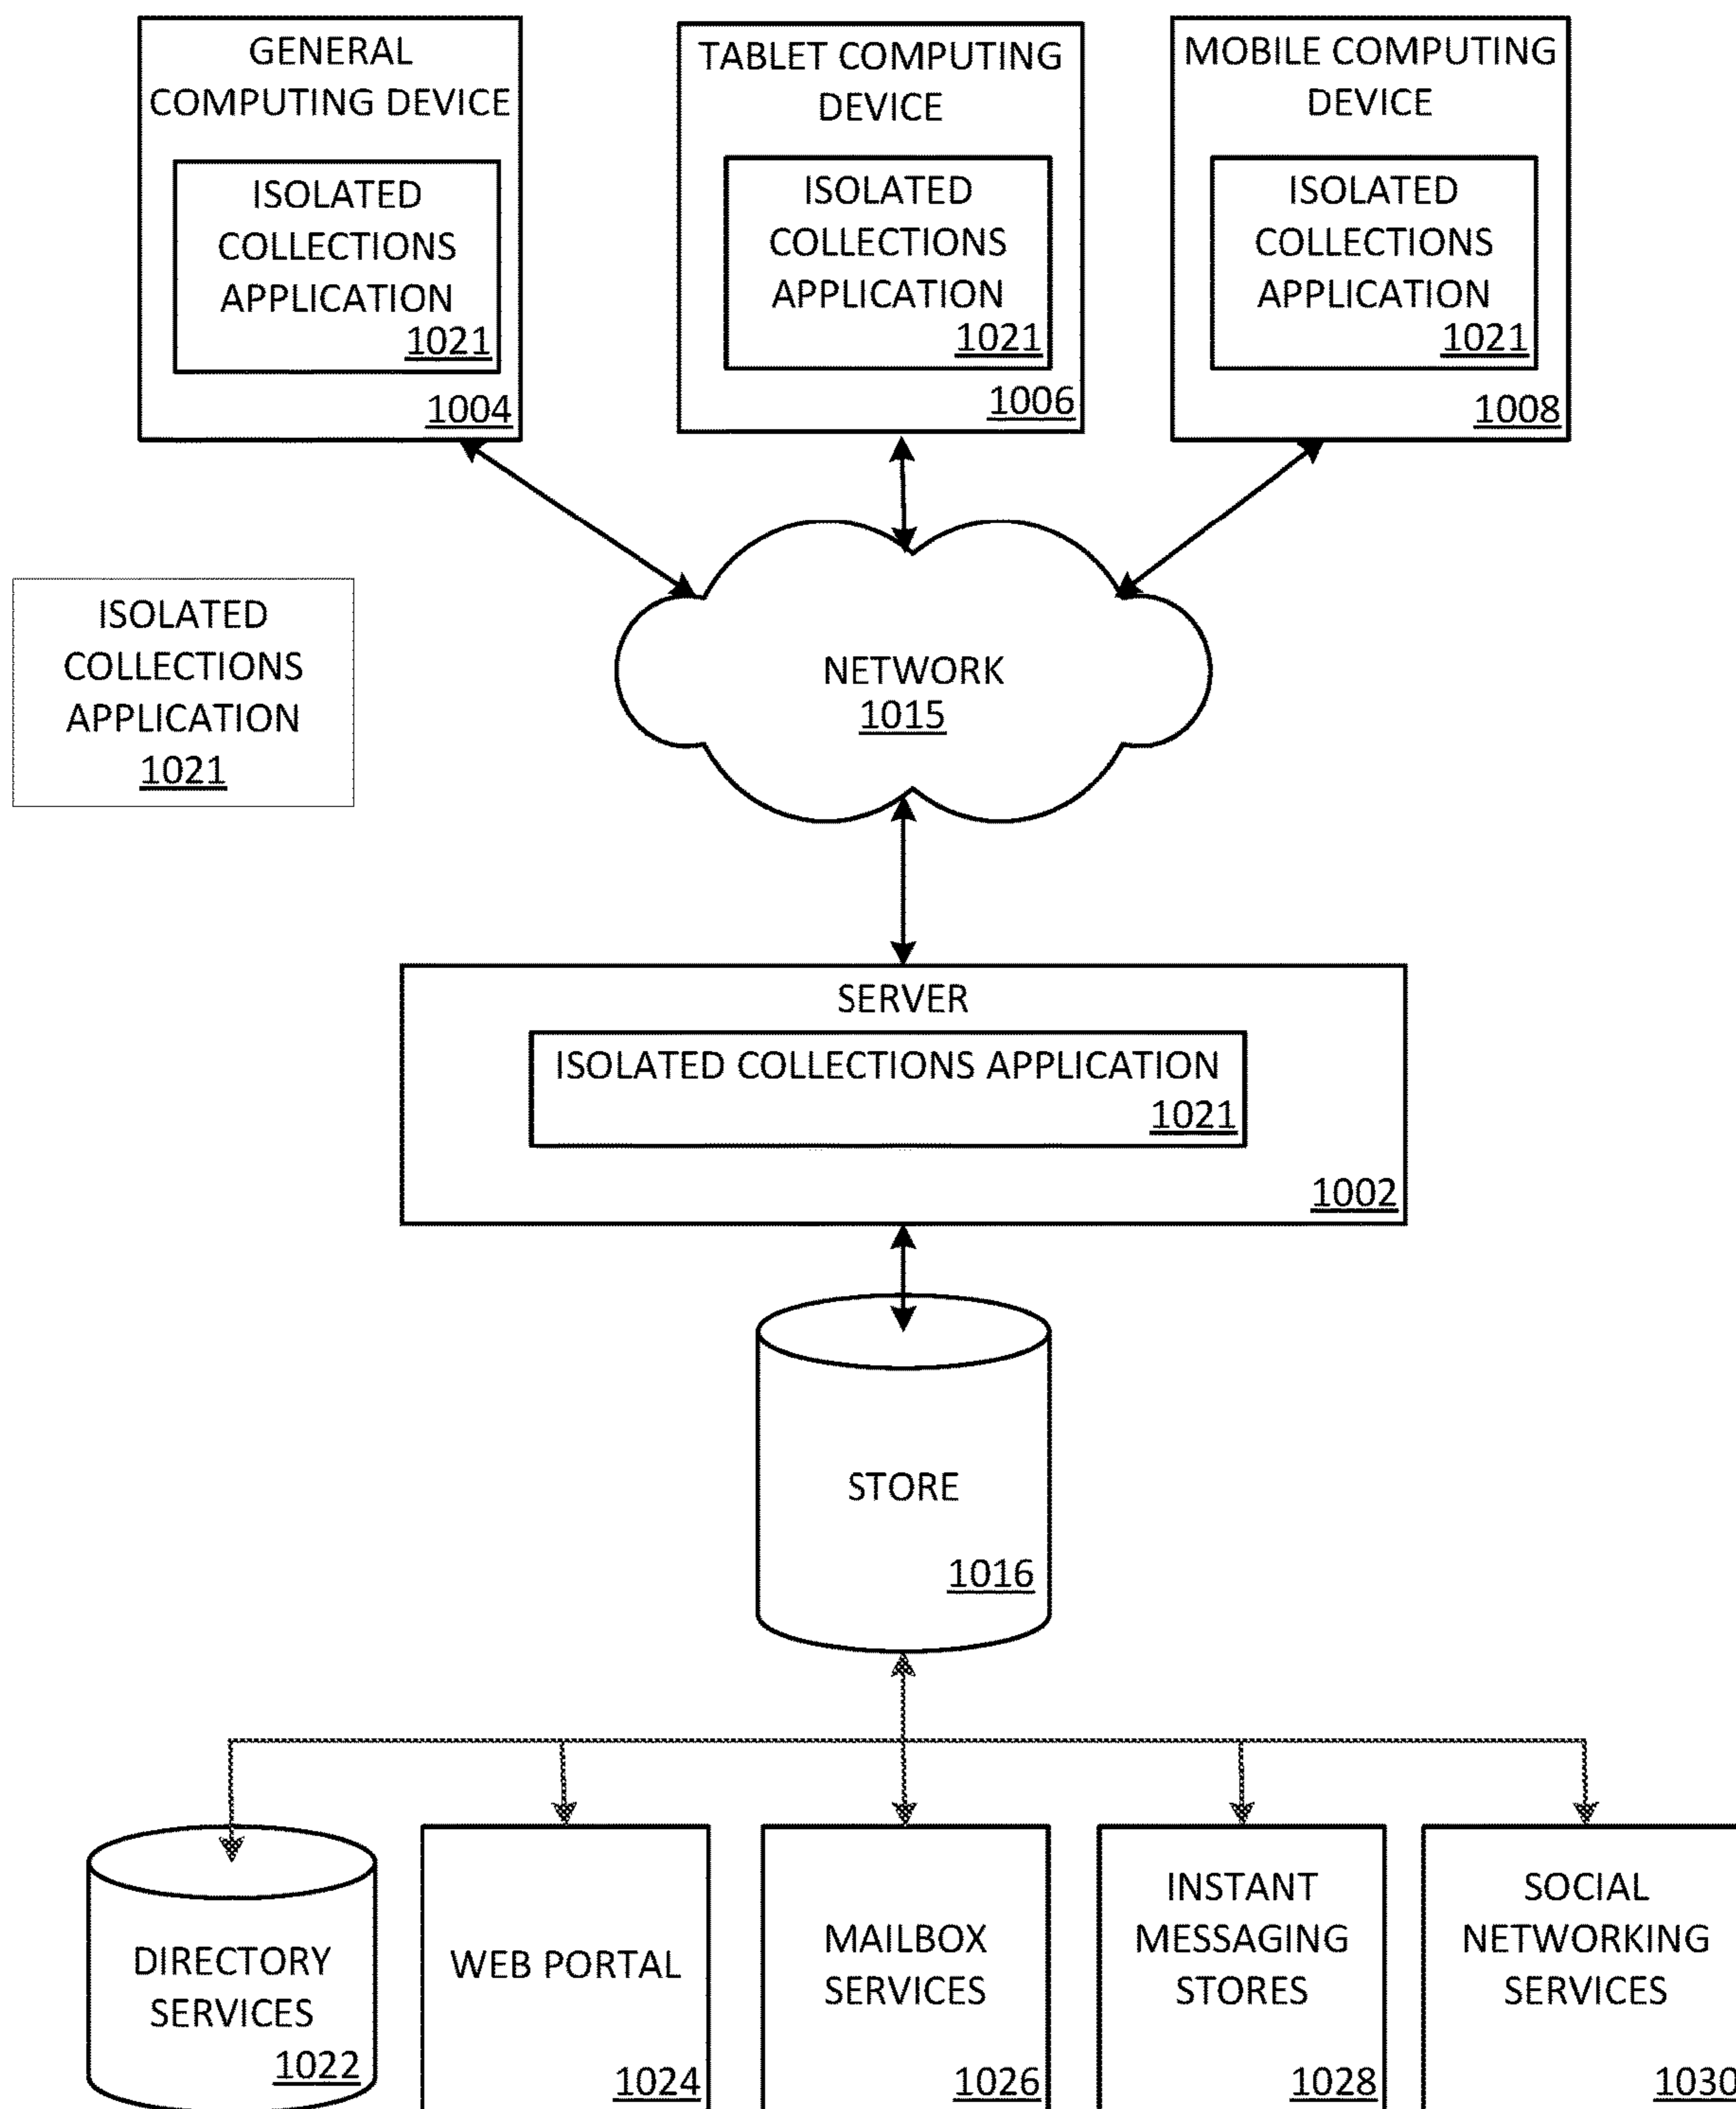 GENERAL
COMPUTING DEVICE
ISOLATED
COLLECTIONS
APPLICATION
1021
1004
TABLET COMPUTING
DEVICE
ISOLATED
COLLECTIONS
APPLICATION
1021
1006
MOBILE COMPUTING
DEVICE
ISOLATED
COLLECTIONS
APPLICATION
1021
1008
ISOLATED
COLLECTIONS
APPLICATION
1021
NETWORK
1015
SERVER
ISOLATED COLLECTIONS APPLICATION
1021
1002
STORE
1016
DIRECTORY
SERVICES
1022
WEB PORTAL
1024
MAILBOX
SERVICES
1026
INSTANT
MESSAGING
STORES
1028
SOCIAL
NETWORKING
SERVICES
1030